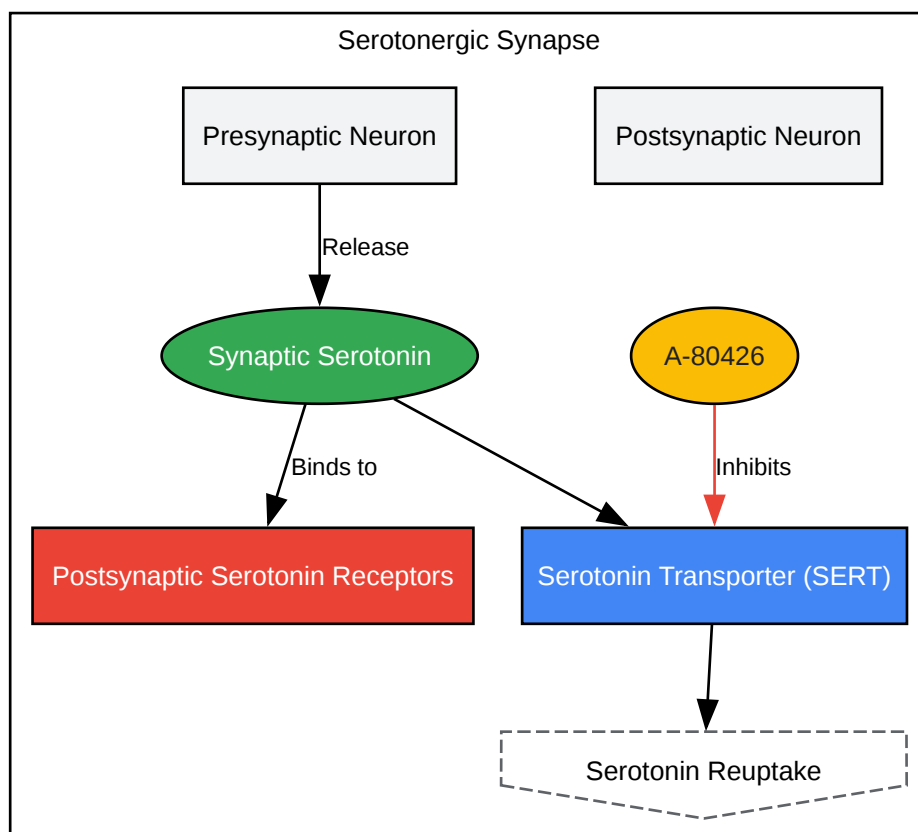 Serotonergic Synapse
Presynaptic Neuron
Postsynaptic Neuron
Release
Synaptic Serotonin
A-80426
Binds to
Inhibits
Postsynaptic Serotonin Receptors
Serotonin Transporter (SERT)
Serotonin Reuptake